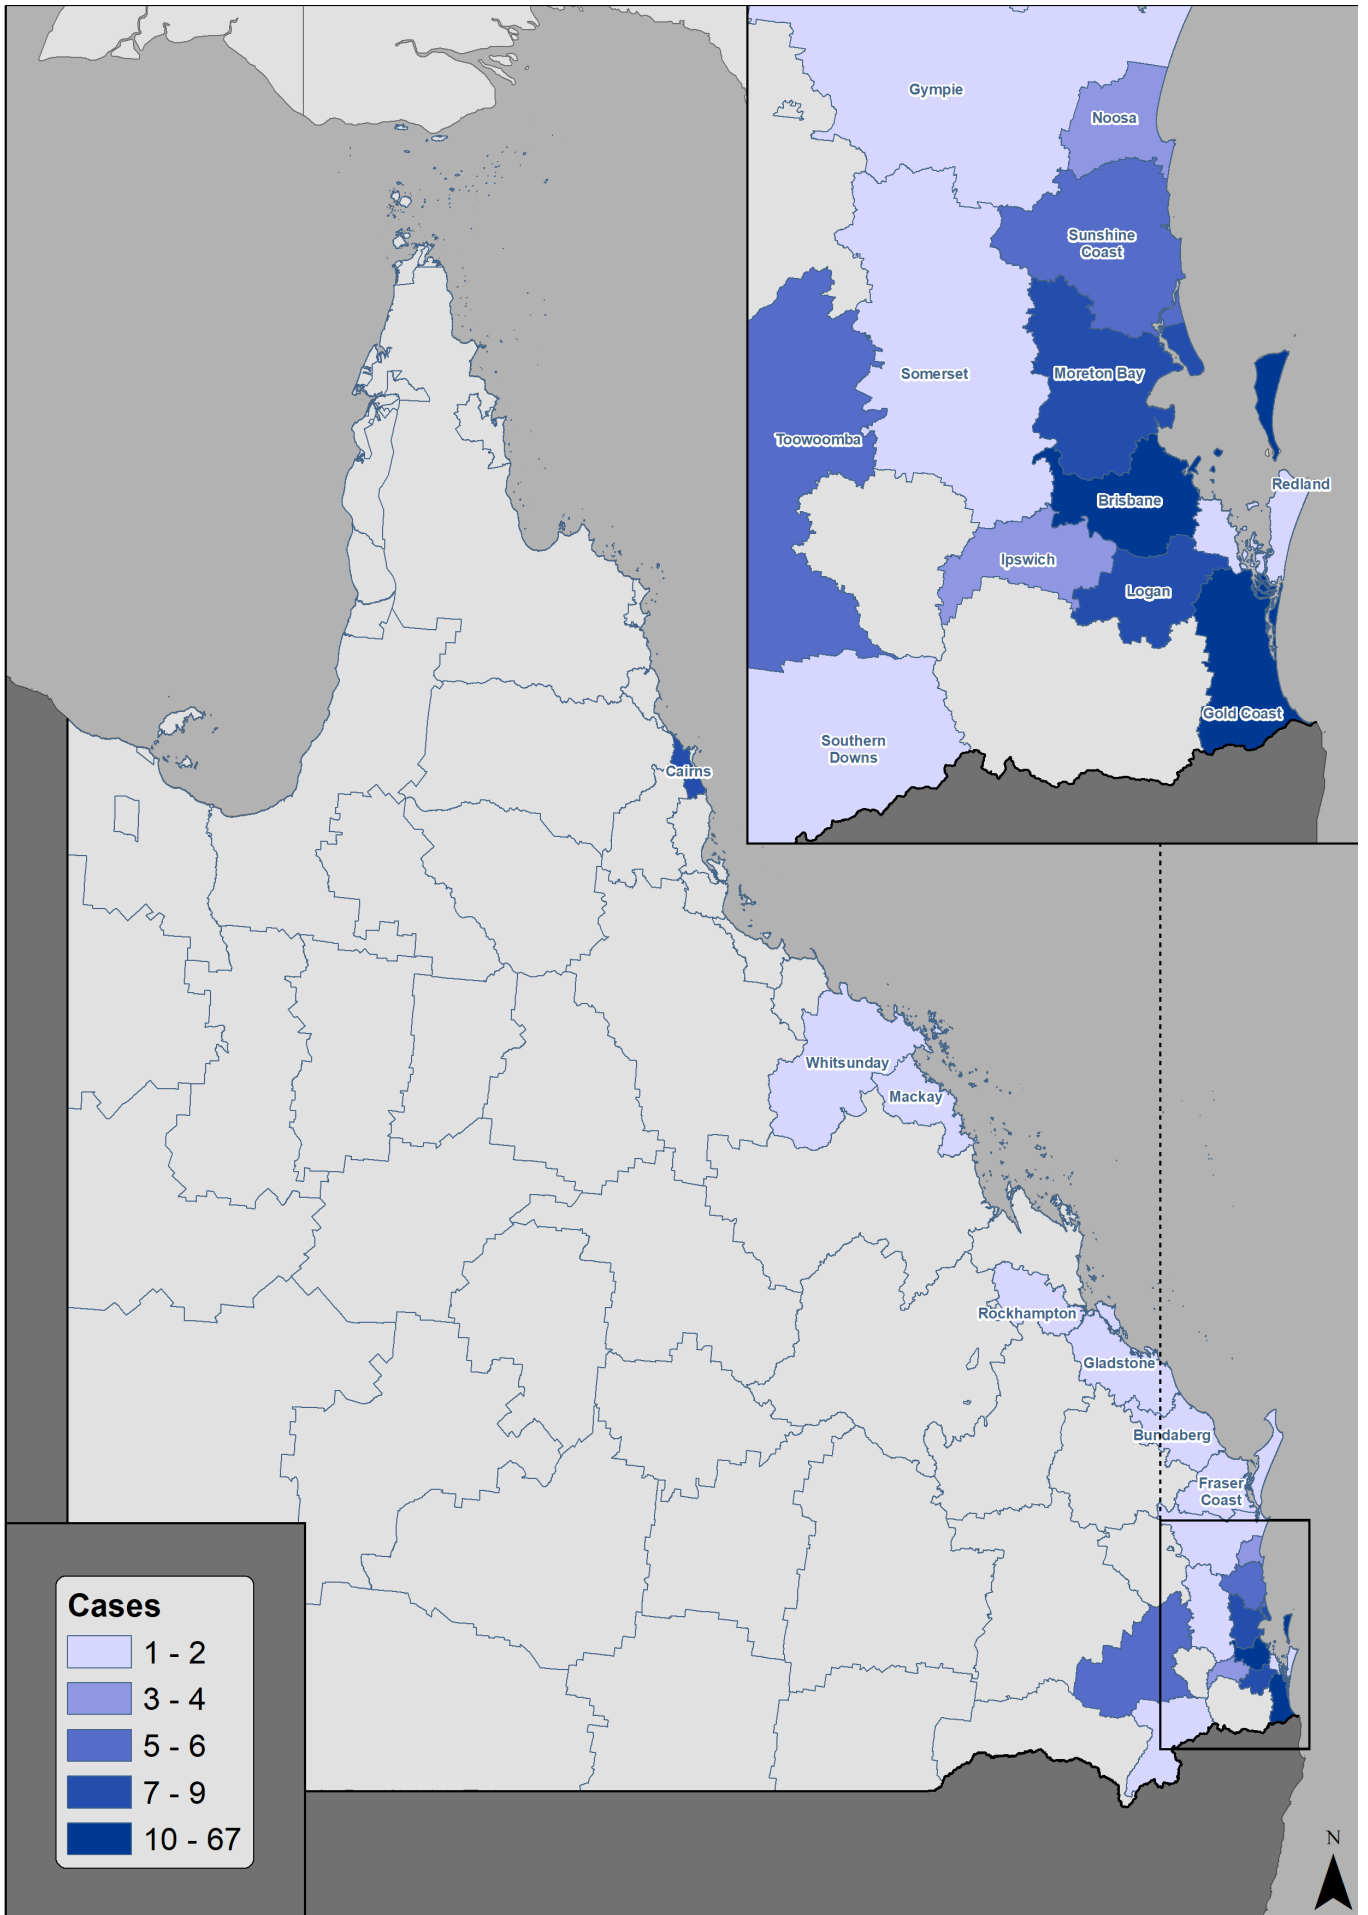 Gympie
Noosa
Sunshine
Coast
Somerset
Moreton Bay
Toowoomba
Redland
Brisbane
Ipswich
Logan
Gold Coast
Southern
Downs
Cairns
Whitsunday
Mackay
Rockhampton
Gladstone
Bundaberg
Fraser
Coast
Cases
1 - 2
3 - 4
5 - 6
7 - 9
10 - 67
N